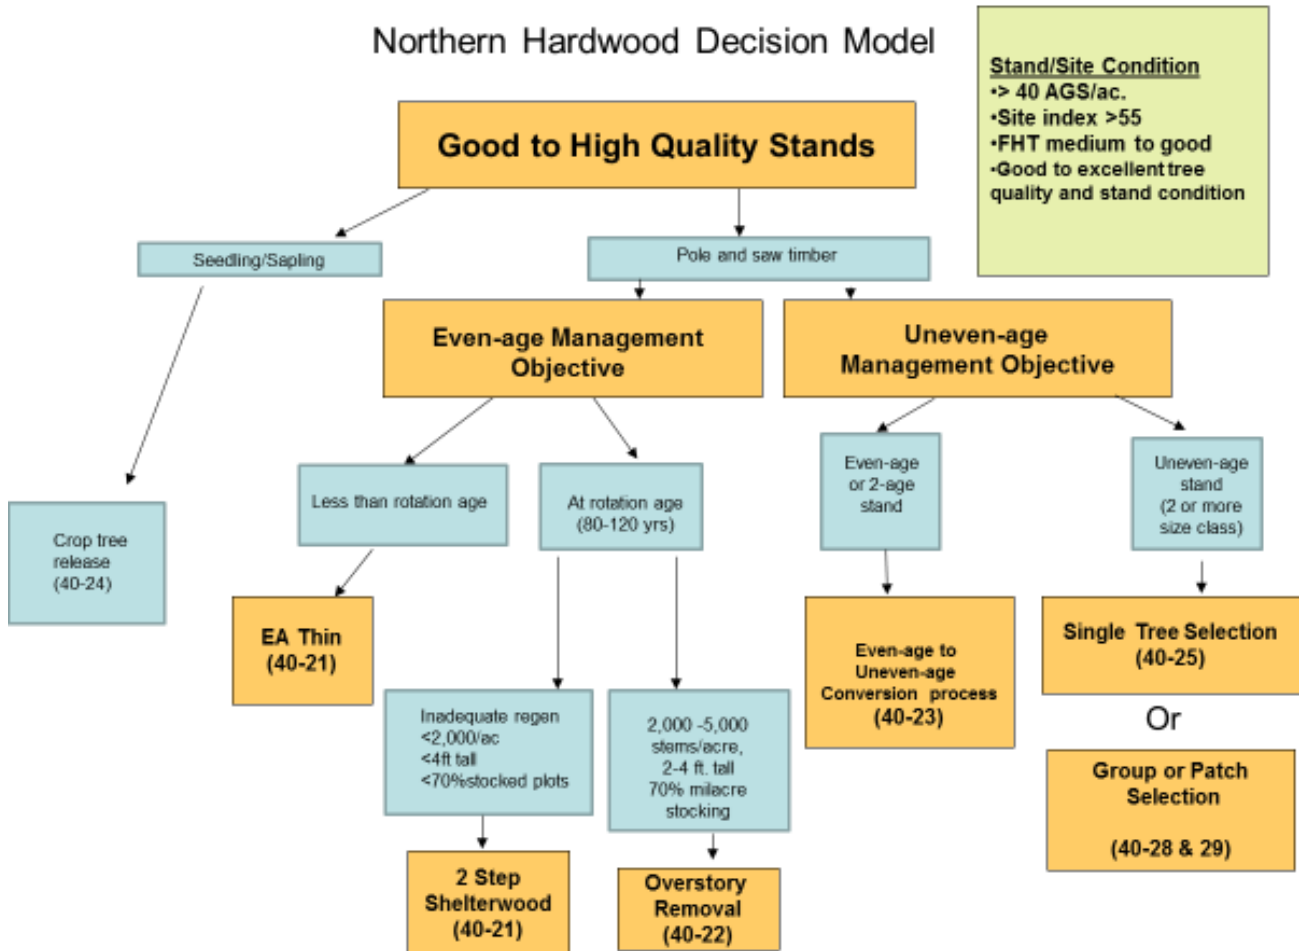 Northern Hardwood Decision Model
Stand/Site Condition
•> 40 AGS/ac.
•Site index >55
•FHT medium to good
•Good to excellent tree
quality and stand condition
Good to High Quality Stands
Seedling/Sapling
Pole and saw timber
Even-age Management
Objective
Uneven-age
Management Objective
Less than rotation age
At rotation age
(80-120 yrs)
Even-age
or 2-age
stand
Uneven-age
stand
(2 or more
size class)
Crop tree
release
(40-24)
EA Thin
(40-21)
Inadequate regen
<2,000/ac
<4ft tall
<70%stocked plots
2,000 -5,000
stems/acre,
2-4 ft. tall
70% milacre
stocking
Even-age to
Uneven-age
Conversion process
(40-23)
Single Tree Selection
(40-25)
Or
Group or Patch
Selection
(40-28 & 29)
2 Step
Shelterwood
(40-21)
Overstory
Removal
(40-22)